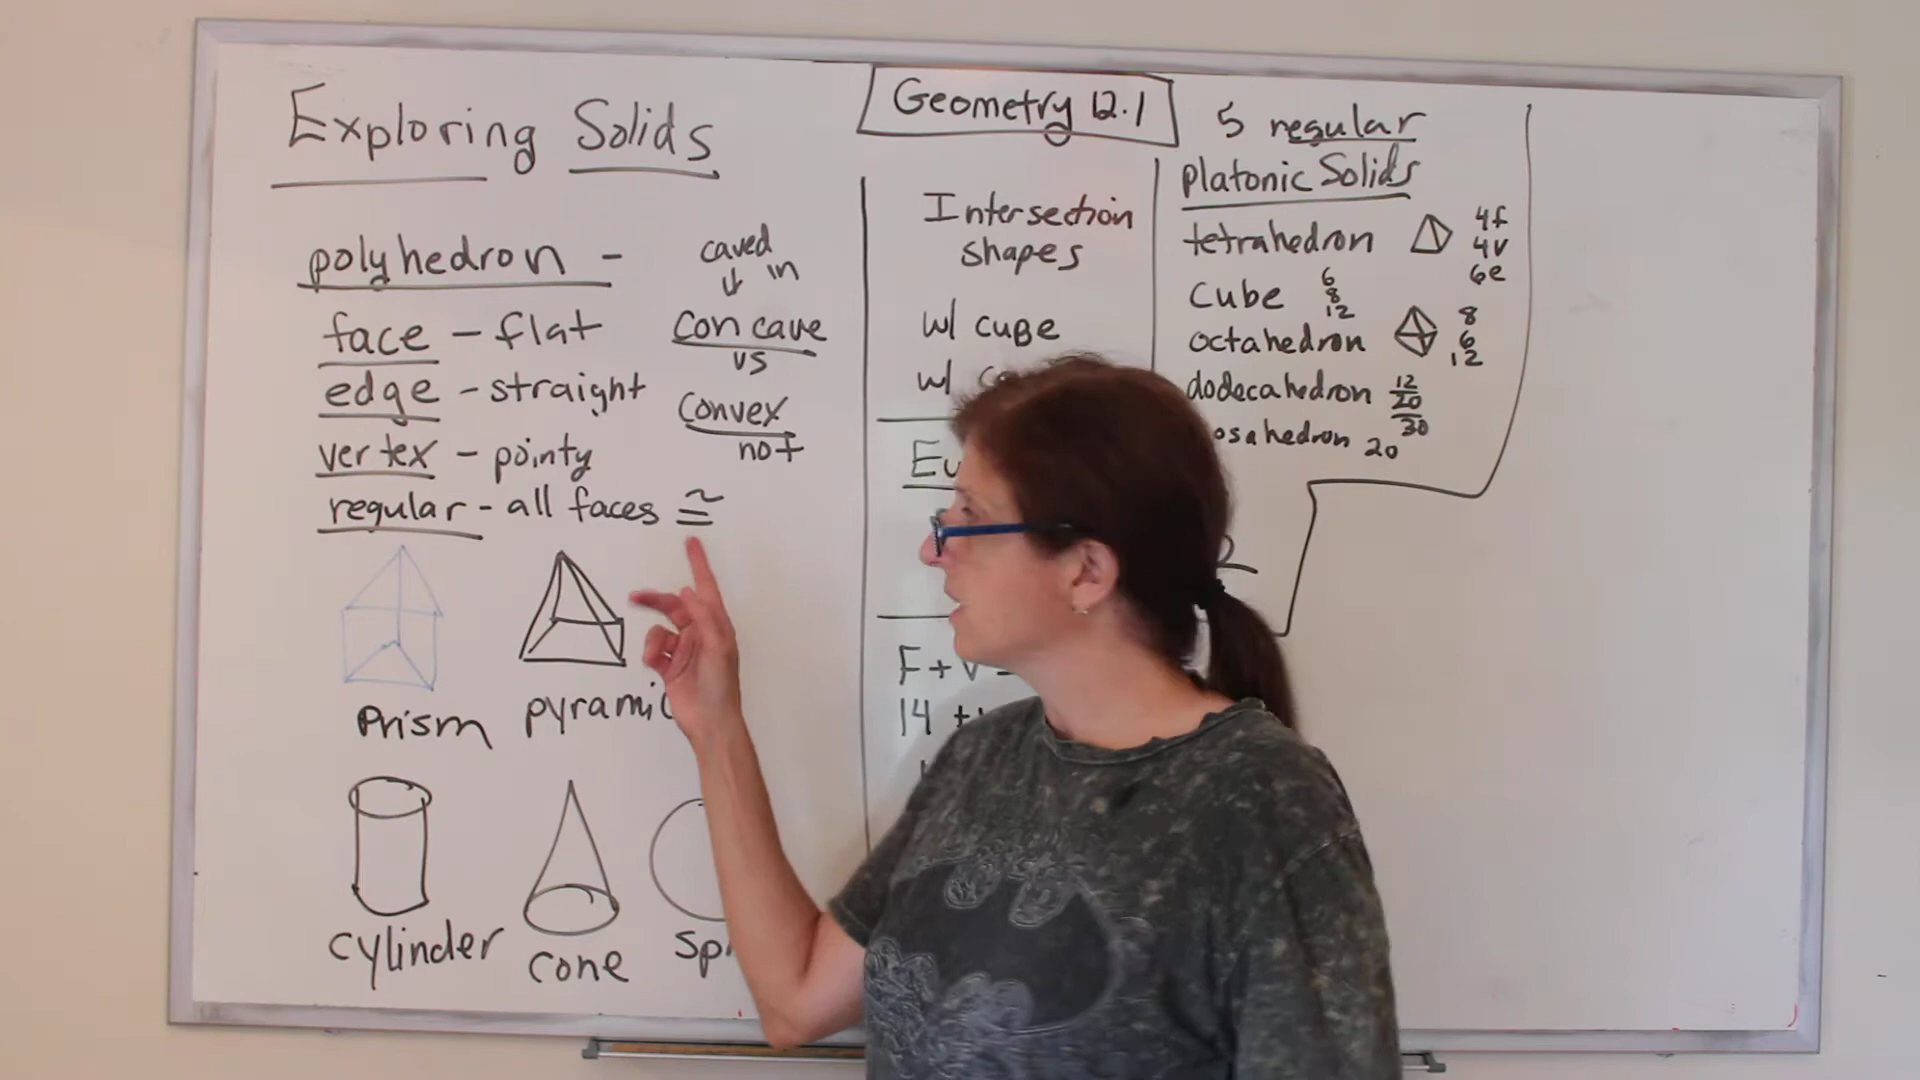 Exploring Solids
polyhedron -
face - flat
edge - straight
vertex - pointy
regular - all faces ≅
caved in
↓
concave
vs
convex
not
prism
cylinder
cone
Geometry 12.1
Intersection
shapes
w/ cube
w/
F + V =
14 +
5 regular
platonic Solids
tetrahedron 4f
4v
6e
cube 6
8
12
octahedron 8
6
12
dodecahedron 12
20
30
20